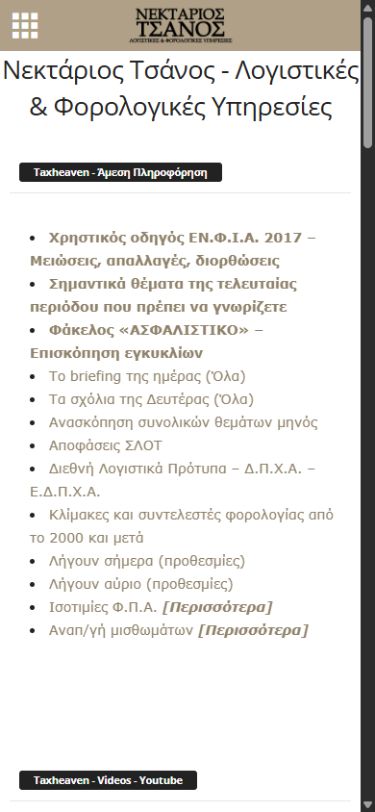 ΝΕΚΤΑΡΙΟΣ
ΤΣΑΝΟΣ
ΛΟΓΙΣΤΙΚΕΣ & ΦΟΡΟΛΟΓΙΚΕΣ ΥΠΗΡΕΣΙΕΣ
Νεκτάριος Τσάνος - Λογιστικές
& Φορολογικές Υπηρεσίες
Taxheaven - Άμεση Πληροφόρηση
• Χρηστικός οδηγός ΕΝ.Φ.Ι.Α. 2017 –
Μειώσεις, απαλλαγές, διορθώσεις
• Σημαντικά θέματα της τελευταίας
περιόδου που πρέπει να γνωρίζετε
• Φάκελος «ΑΣΦΑΛΙΣΤΙΚΟ» –
Επισκόπηση εγκυκλίων
• Το briefing της ημέρας (Όλα)
• Τα σχόλια της Δευτέρας (Όλα)
• Ανασκόπηση συνολικών θεμάτων μηνός
• Αποφάσεις ΣΛΟΤ
• Διεθνή Λογιστικά Πρότυπα – Δ.Π.Χ.Α. –
Ε.Δ.Π.Χ.Α.
• Κλίμακες και συντελεστές φορολογίας από
το 2000 και μετά
• Λήγουν σήμερα (προθεσμίες)
• Λήγουν αύριο (προθεσμίες)
• Ισοτιμίες Φ.Π.Α. [Περισσότερα]
• Αναπ/γή μισθωμάτων [Περισσότερα]
Taxheaven - Videos - Youtube